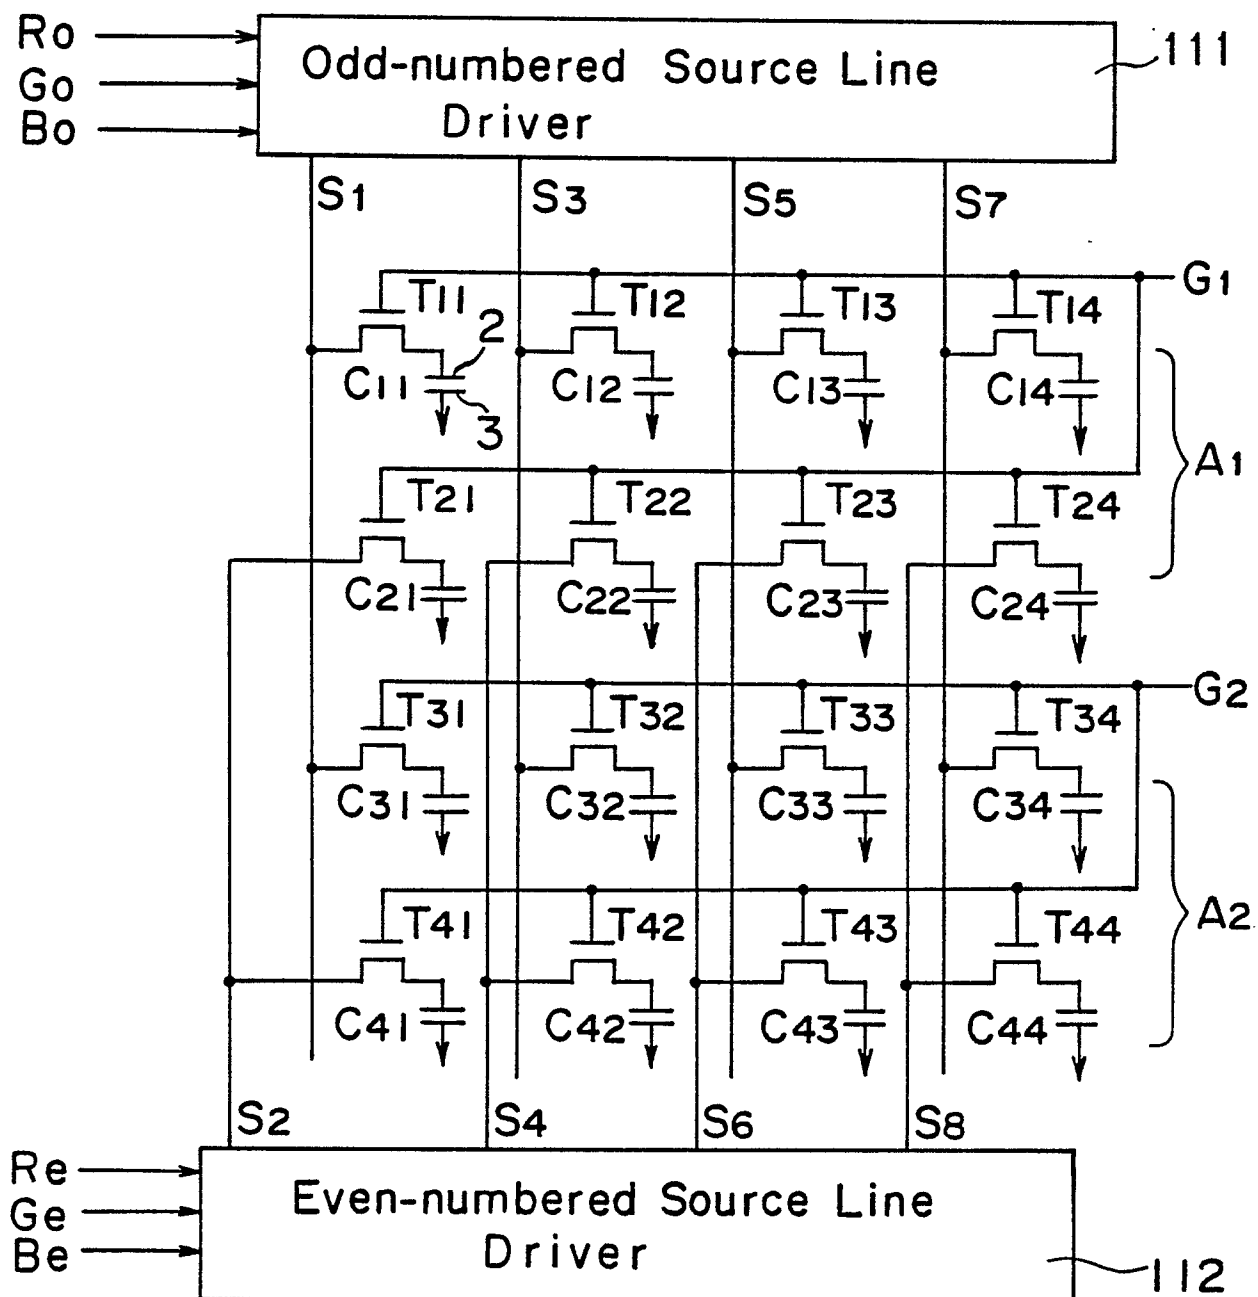 Ro
Go
Bo
Odd-numbered Source Line
Driver
111
S1 S3 S5 S7
G1
T11 T12 T13 T14
2
C11 C12 C13 C14
3
A1
T21 T22 T23 T24
C21 C22 C23 C24
G2
T31 T32 T33 T34
C31 C32 C33 C34
A2
T41 T42 T43 T44
C41 C42 C43 C44
S2 S4 S6 S8
Re
Ge
Be
Even-numbered Source Line
Driver
112